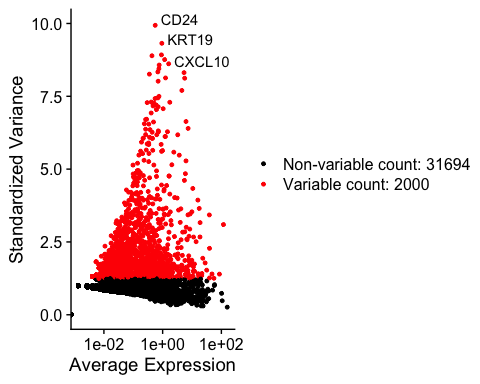 10.0
7.5
5.0
2.5
0.0
Standardized Variance
CD24
KRT19
CXCL10
Non-variable count: 31694
Variable count: 2000
1e-02 1e+00 1e+02
Average Expression